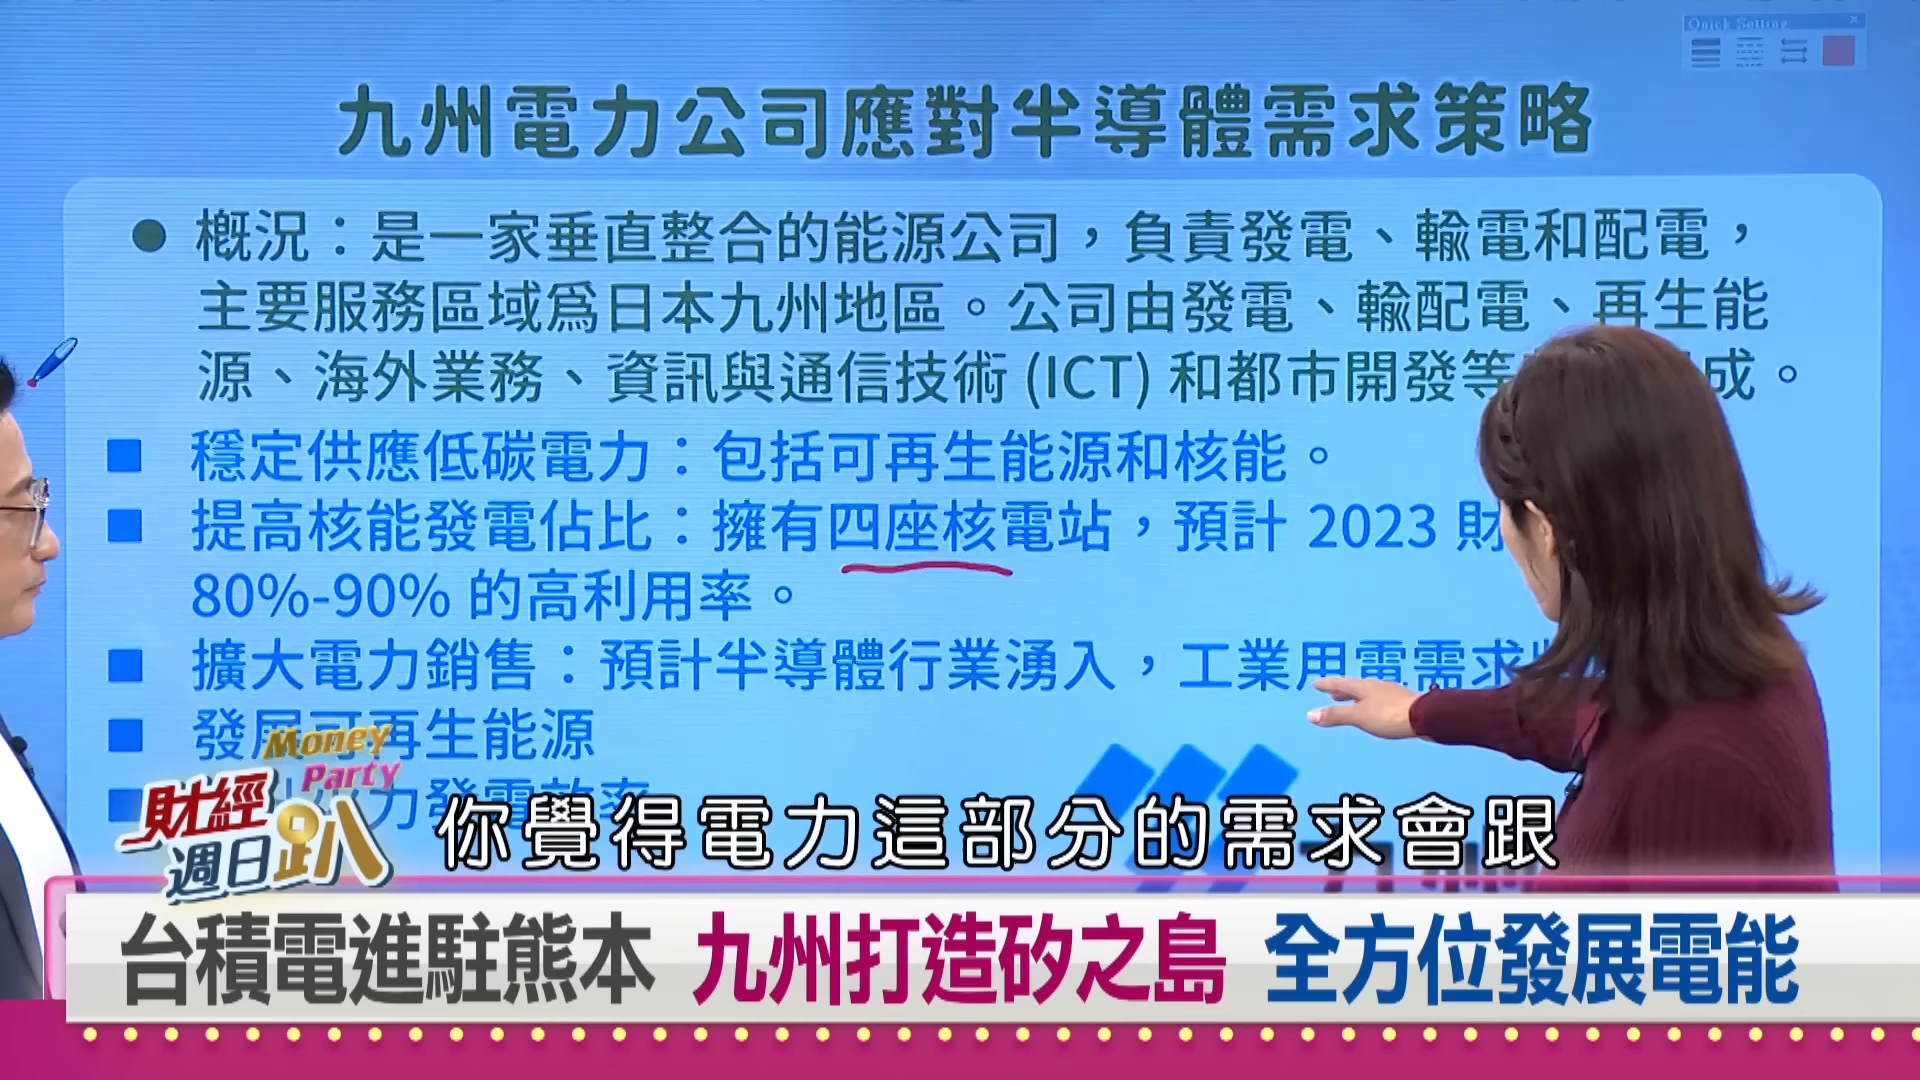 Quick Setting
九州電力公司應對半導體需求策略
● 概況：是一家垂直整合的能源公司，負責發電、輸電和配電，
主要服務區域為日本九州地區。公司由發電、輸配電、再生能
源、海外業務、資訊與通信技術 (ICT) 和都市開發等 成。
■ 穩定供應低碳電力：包括可再生能源和核能。
■ 提高核能發電佔比：擁有四座核電站，預計 2023 財
80%-90% 的高利用率。
■ 擴大電力銷售：預計半導體行業湧入，工業用電需求
■ 發展可再生能源
力發電效率
Money
Party
財經
週日趴
你覺得電力這部分的需求會跟
台積電進駐熊本 九州打造矽之島 全方位發展電能